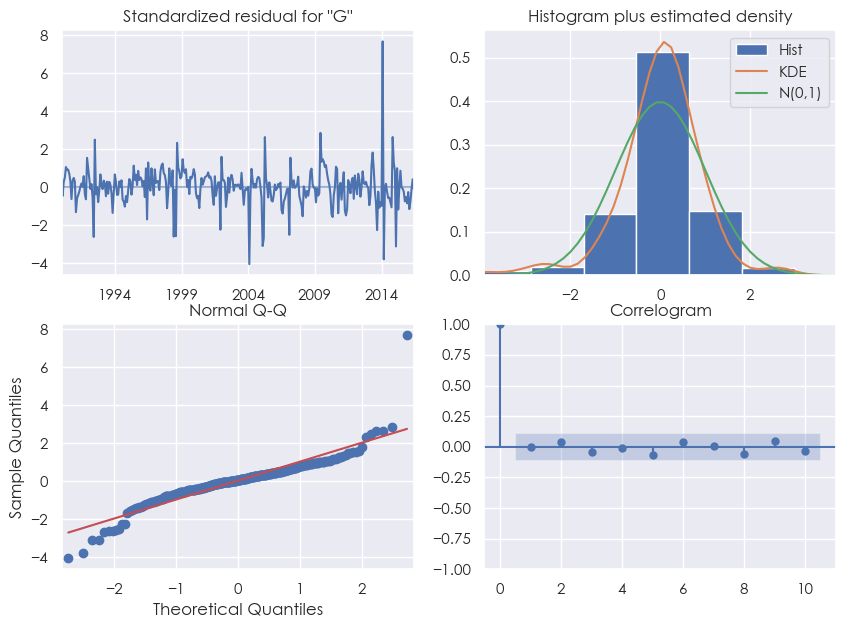 Standardized residual for "G"
8
6
4
2
0
−2
−4
1994 1999 2004 2009 2014
Histogram plus estimated density
Hist
KDE
N(0,1)
0.5
0.4
0.3
0.2
0.1
0.0
−2 0 2
Normal Q-Q
Sample Quantiles
8
6
4
2
0
−2
−4
−2 −1 0 1 2
Theoretical Quantiles
Correlogram
1.00
0.75
0.50
0.25
0.00
−0.25
−0.50
−0.75
−1.00
0 2 4 6 8 10